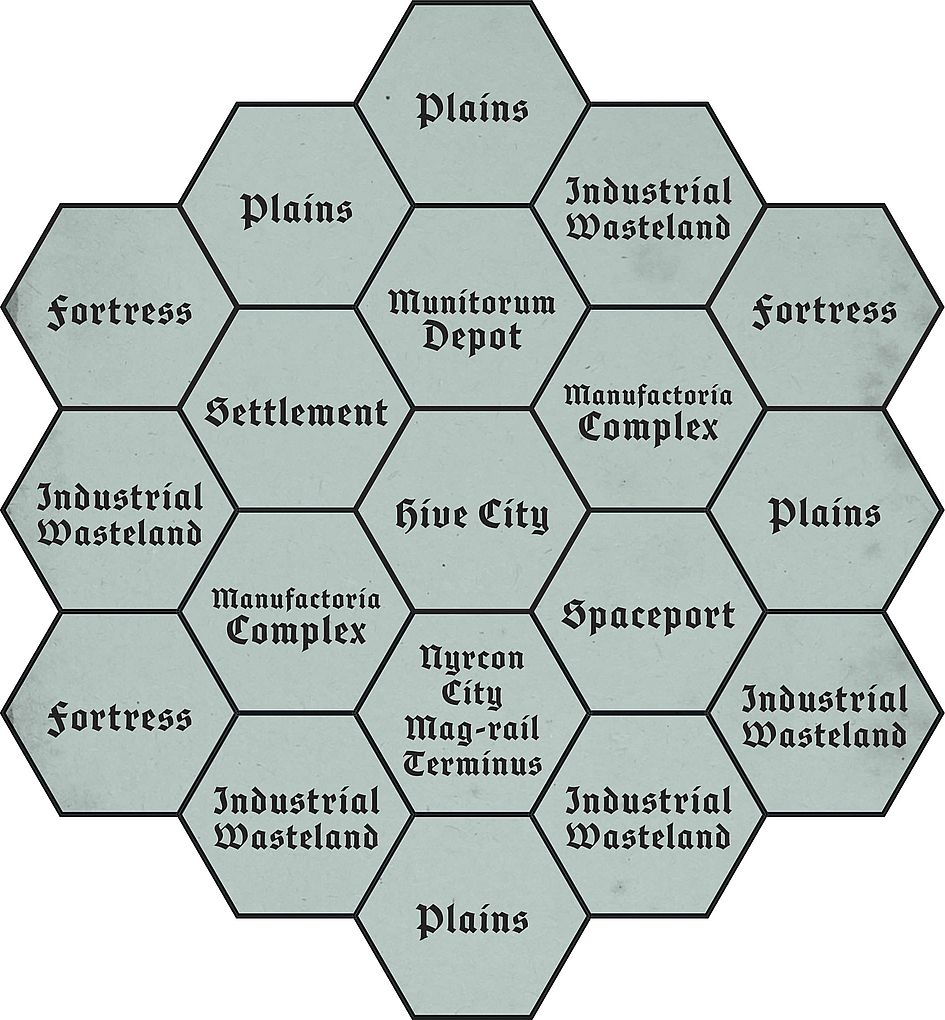 Plains
Plains
Industrial
Wasteland
Fortress
Munitorum
Depot
Fortress
Settlement
Manufactoria
Complex
Industrial
Wasteland
Hive City
Plains
Manufactoria
Complex
Spaceport
Fortress
Nyrcon
City
Mag-rail
Terminus
Industrial
Wasteland
Industrial
Wasteland
Industrial
Wasteland
Plains